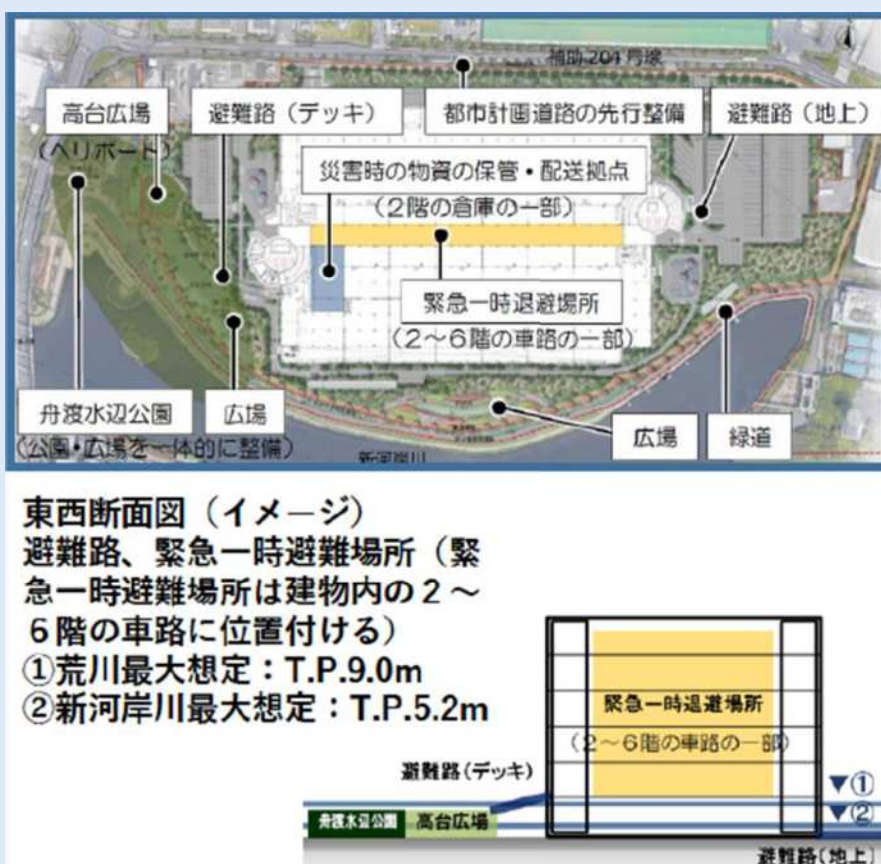 補助204号線
高台広場
(ヘリポート)
避難路(デッキ)
都市計画道路の先行整備
避難路(地上)
災害時の物資の保管・配送拠点
(2階の倉庫の一部)
緊急一時退避場所
(2~6階の車路の一部)
舟渡水辺公園
(公園・広場を一体的に整備)
広場
広場
緑道
新河岸川
東西断面図(イメージ)
避難路、緊急一時避難場所(緊
急一時避難場所は建物内の2~
6階の車路に位置付ける)
①荒川最大想定:T.P.9.0m
②新河岸川最大想定:T.P.5.2m
緊急一時退避場所
(2~6階の車路の一部)
避難路(デッキ)
▼①
▼②
舟渡水辺公園
高台広場
避難路(地上)